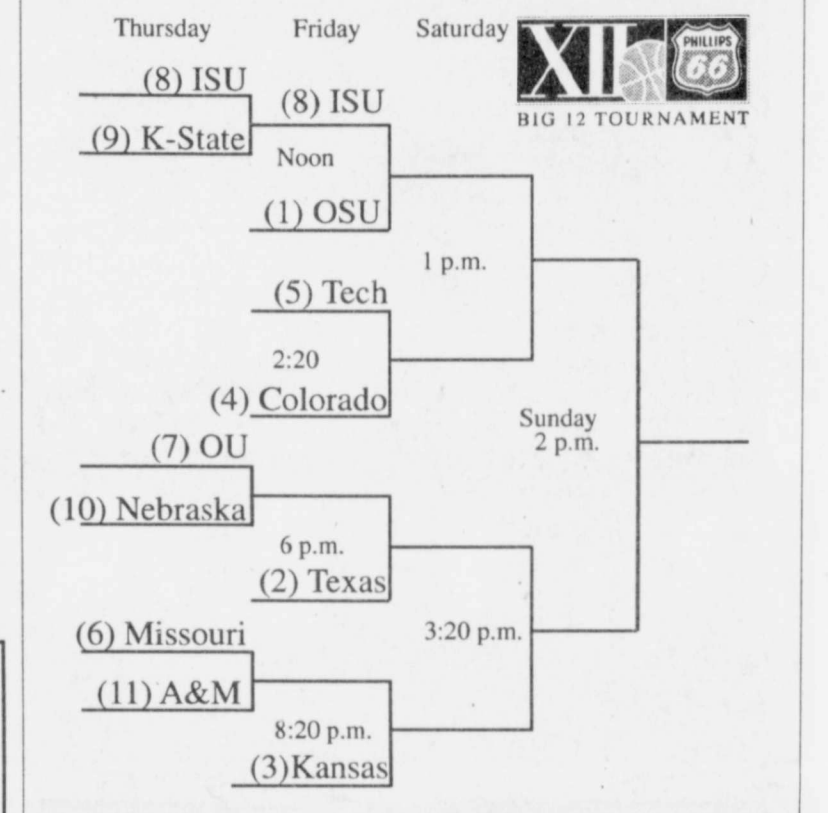 Thursday Friday Saturday
XII
PHILLIPS
66
BIG 12 TOURNAMENT
(8) ISU
(8) ISU
(9) K-State
Noon
(1) OSU
1 p.m.
(5) Tech
2:20
(4) Colorado
Sunday
2 p.m.
(7) OU
(10) Nebraska
6 p.m.
(2) Texas
(6) Missouri
3:20 p.m.
(11) A&M
8:20 p.m.
(3)Kansas